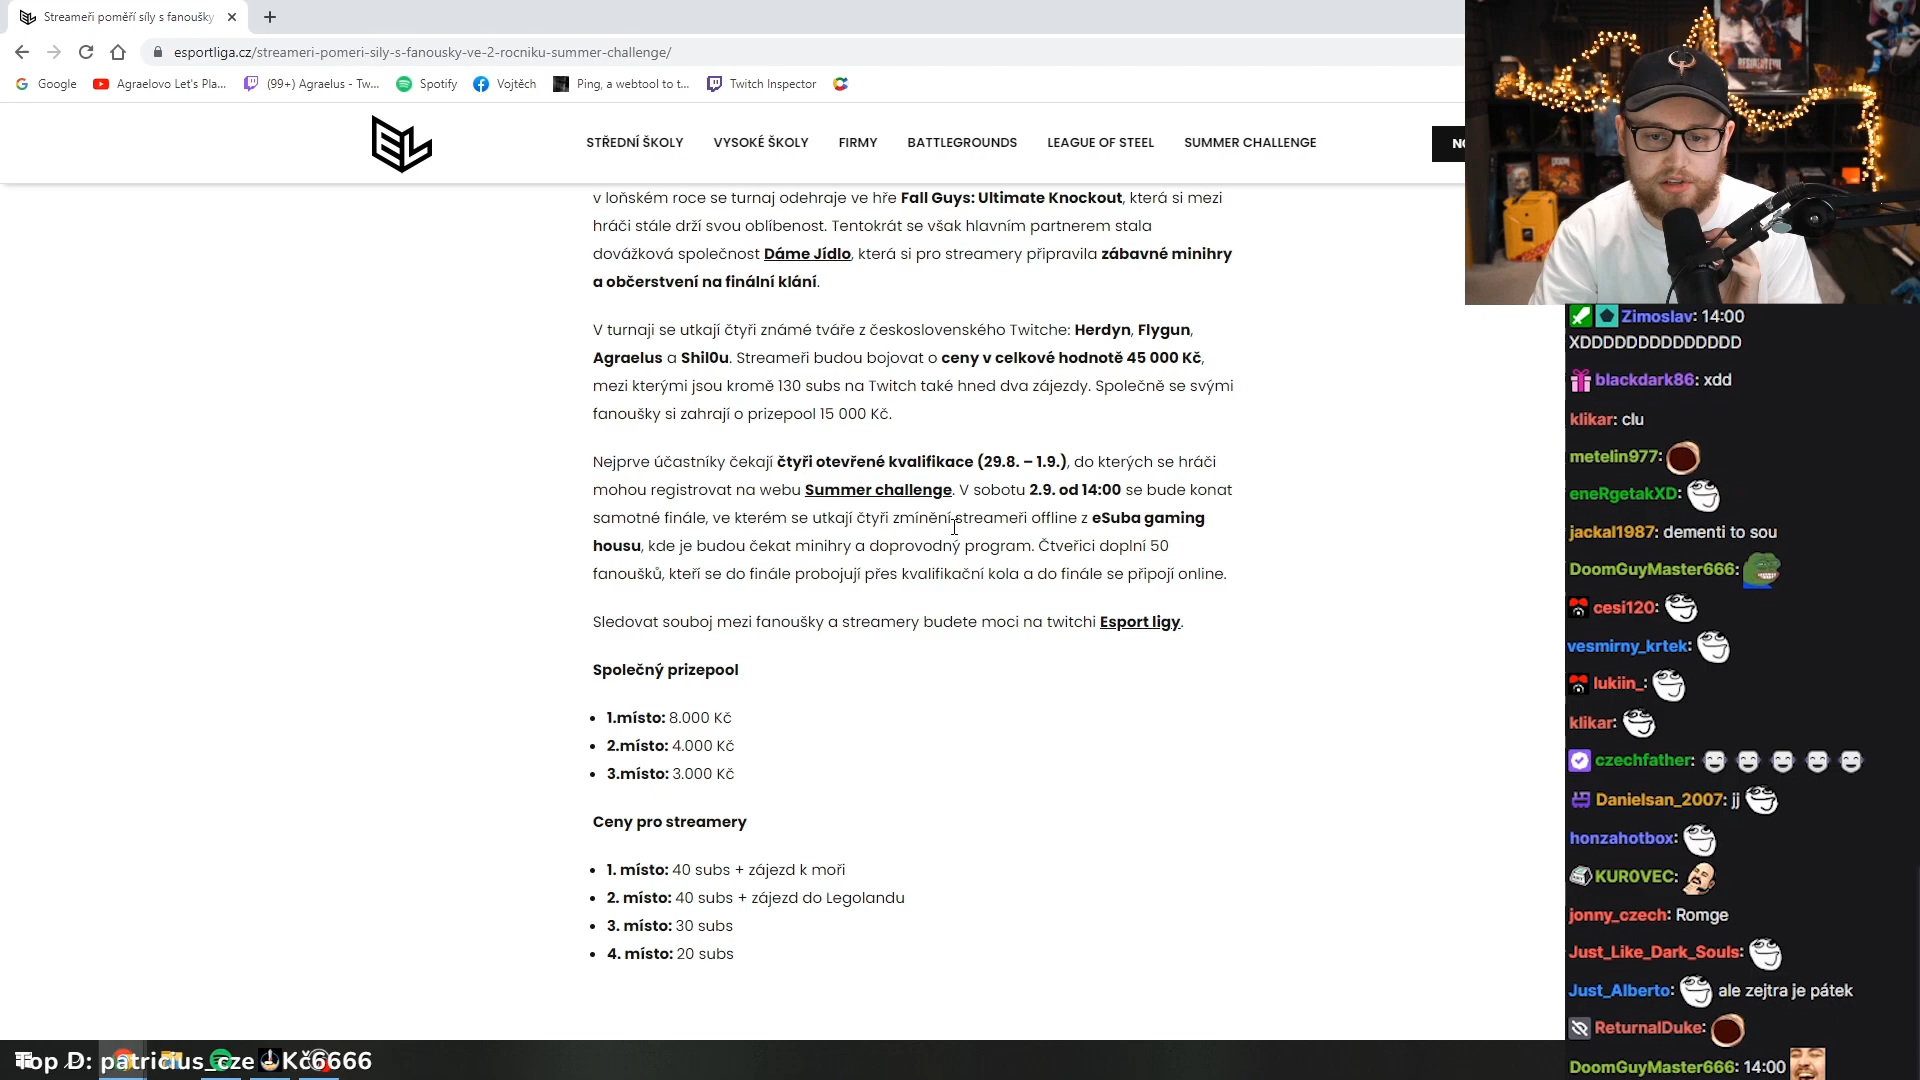 Streameři poměří síly s fanoušky
esportliga.cz/streameri-pomeri-sily-s-fanousky-ve-2-rocniku-summer-challenge/
Google
Agraelovo Let's Pla...
(99+) Agraelus - Tw...
Spotify
Vojtěch
Ping, a webtool to t...
Twitch Inspector
STŘEDNÍ ŠKOLY
VYSOKÉ ŠKOLY
FIRMY
BATTLEGROUNDS
LEAGUE OF STEEL
SUMMER CHALLENGE
v loňském roce se turnaj odehraje ve hře Fall Guys: Ultimate Knockout, která si mezi
hráči stále drží svou oblíbenost. Tentokrát se však hlavním partnerem stala
dovážková společnost Dáme Jídlo, která si pro streamery připravila zábavné minihry
a občerstvení na finální klání.
V turnaji se utkají čtyři známé tváře z československého Twitche: Herdyn, Flygun,
Agraelus a Shil0u. Streameři budou bojovat o ceny v celkové hodnotě 45 000 Kč,
mezi kterými jsou kromě 130 subs na Twitch také hned dva zájezdy. Společně se svými
fanoušky si zahrají o prizepool 15 000 Kč.
Nejprve účastníky čekají čtyři otevřené kvalifikace (29.8. – 1.9.), do kterých se hráči
mohou registrovat na webu Summer challenge. V sobotu 2.9. od 14:00 se bude konat
samotné finále, ve kterém se utkají čtyři zmínění streameři offline z eSuba gaming
housu, kde je budou čekat minihry a doprovodný program. Čtveřici doplní 50
fanoušků, kteří se do finále probojují přes kvalifikační kola a do finále se připojí online.
Sledovat souboj mezi fanoušky a streamery budete moci na twitchi Esport ligy.
Společný prizepool
1.místo: 8.000 Kč
2.místo: 4.000 Kč
3.místo: 3.000 Kč
Ceny pro streamery
1. místo: 40 subs + zájezd k moři
2. místo: 40 subs + zájezd do Legolandu
3. místo: 30 subs
4. místo: 20 subs
Zimoslav: 14:00
XDDDDDDDDDDDDDD
blackdark86: xdd
klikar: clu
metelin977:
eneRgetakXD:
jackal1987: dementi to sou
DoomGuyMaster666:
cesi120:
vesmirny_krtek:
lukiin_:
klikar:
czechfather:
Danielsan_2007: jj
honzahotbox:
KUR0VEC:
jonny_czech: Romge
Just_Like_Dark_Souls:
Just_Alberto: ale zejtra je pátek
ReturnalDuke:
DoomGuyMaster666: 14:00
Top D: patricius_cze Kč6666